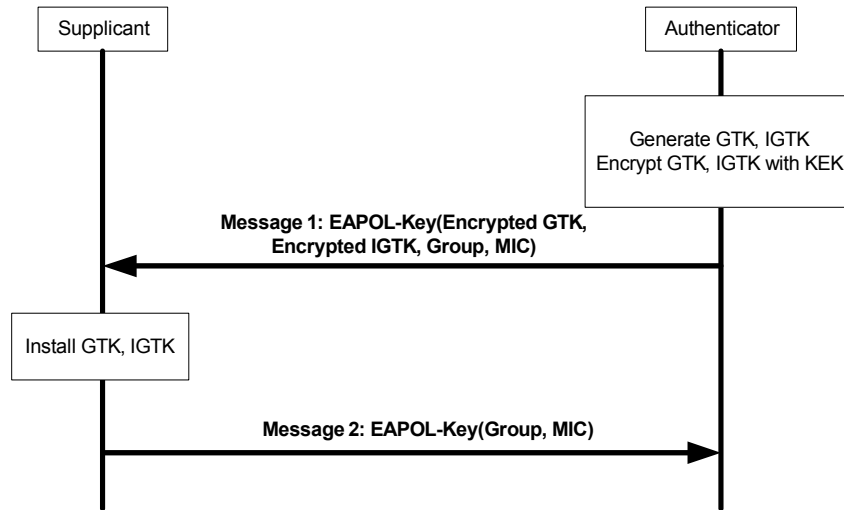 Supplicant
Authenticator
Generate GTK, IGTK
Encrypt GTK, IGTK with KEK
Message 1: EAPOL-Key(Encrypted GTK,
Encrypted IGTK, Group, MIC)
Install GTK, IGTK
Message 2: EAPOL-Key(Group, MIC)